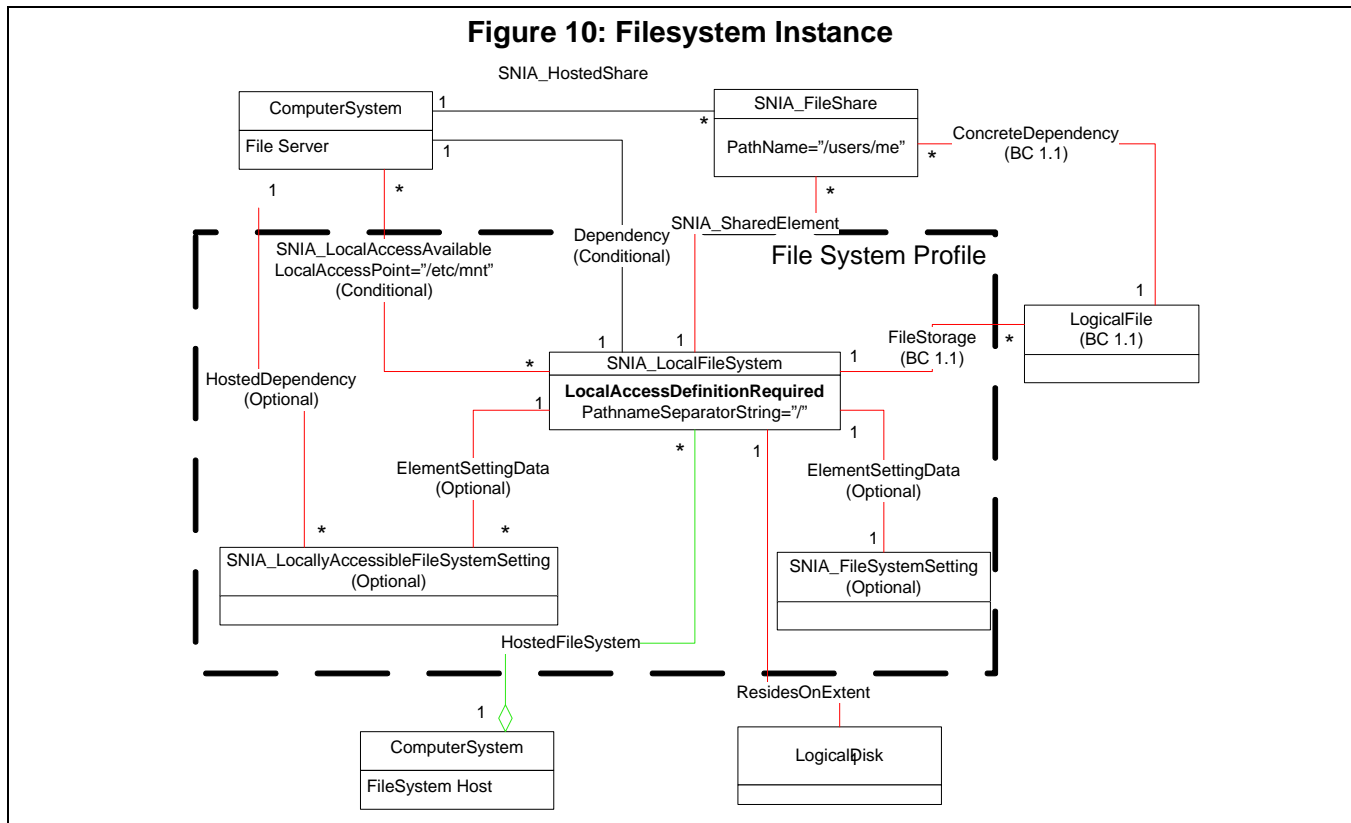 Figure 10: Filesystem Instance
SNIA_HostedShare
ComputerSystem
File Server
1
*
SNIA_FileShare
PathName="/users/me"
ConcreteDependency
(BC 1.1)
*
1
1
*
*
SNIA_SharedElement
Dependency
(Conditional)
File System Profile
SNIA_LocalAccessAvailable
LocalAccessPoint="/etc/mnt"
(Conditional)
1
LogicalFile
(BC 1.1)
FileStorage
(BC 1.1)
*
1
1
1
*
SNIA_LocalFileSystem
LocalAccessDefinitionRequired
PathnameSeparatorString="/"
HostedDependency
(Optional)
1
1
*
1
ElementSettingData
(Optional)
ElementSettingData
(Optional)
*
*
1
SNIA_LocallyAccessibleFileSystemSetting
(Optional)
SNIA_FileSystemSetting
(Optional)
HostedFileSystem
ResidesOnExtent
1
ComputerSystem
FileSystem Host
LogicalDisk
1